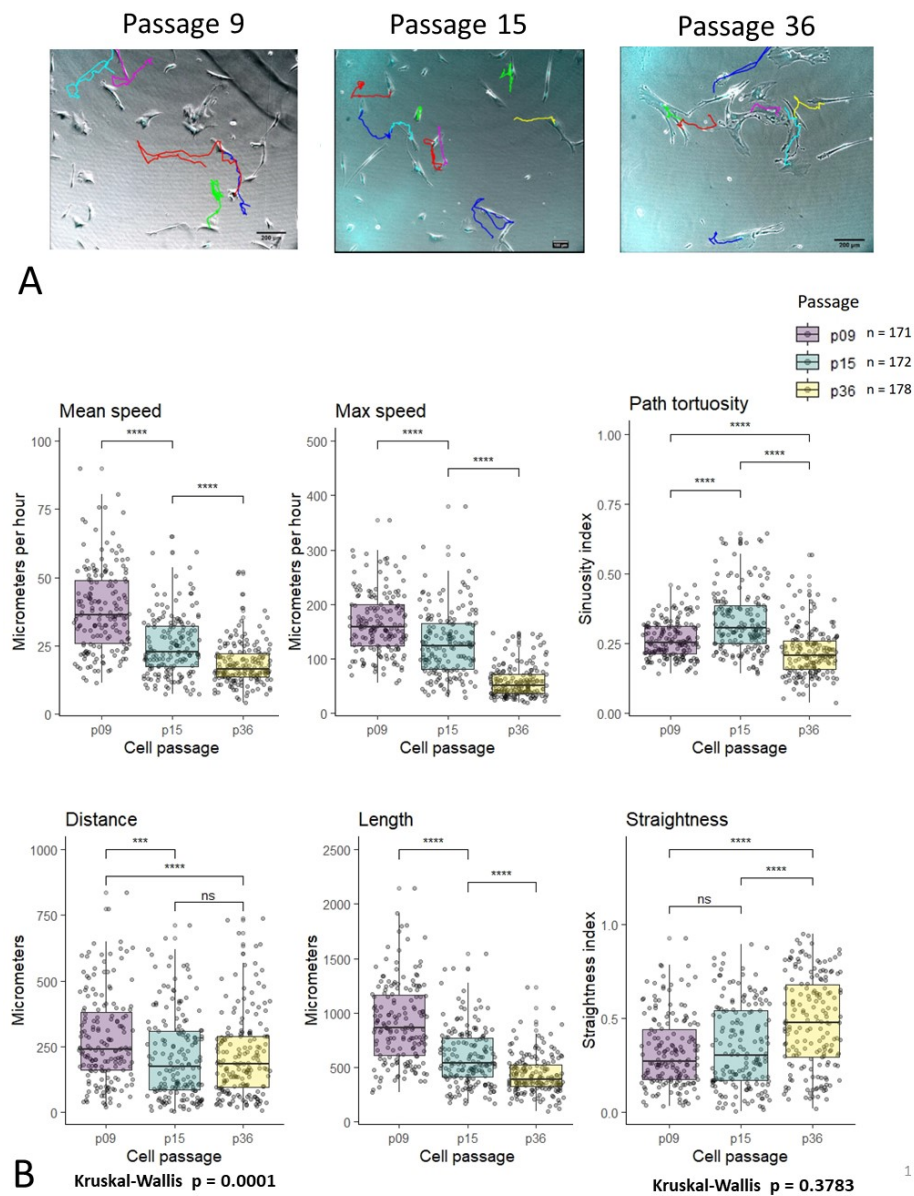 Passage 9
Passage 15
Passage 36
200 µm
200 µm
A
Passage
p09 n = 171
p15 n = 172
p36 n = 178
Mean speed
Max speed
Path tortuosity
100
75
50
25
0
Micrometers per hour
****
****
p09
p15
p36
Cell passage
500
400
300
200
100
0
Micrometers per hour
****
****
p09
p15
p36
Cell passage
1.00
0.75
0.50
0.25
0.00
Sinuosity index
****
****
****
p09
p15
p36
Cell passage
Distance
Length
Straightness
1000
750
500
250
0
Micrometers
***
****
ns
p09
p15
p36
Cell passage
2500
2000
1500
1000
500
0
Micrometers
****
****
p09
p15
p36
Cell passage
1.0
0.5
0.0
Straightness index
****
****
ns
p09
p15
p36
Cell passage
B
Kruskal-Wallis p = 0.0001
Kruskal-Wallis p = 0.3783
1